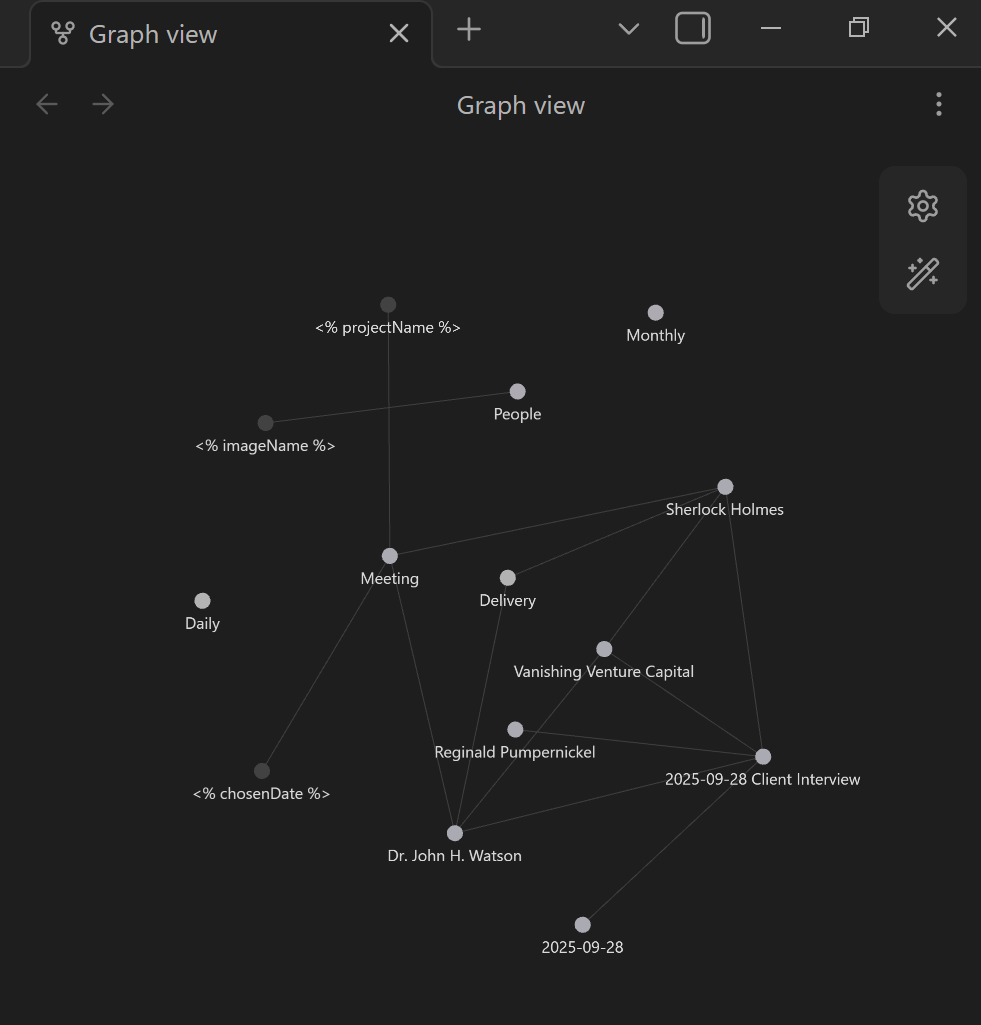 Graph view
Graph view
<% projectName %>
Monthly
People
<% imageName %>
Sherlock Holmes
Meeting
Delivery
Daily
Vanishing Venture Capital
Reginald Pumpernickel
2025-09-28 Client Interview
<% chosenDate %>
Dr. John H. Watson
2025-09-28